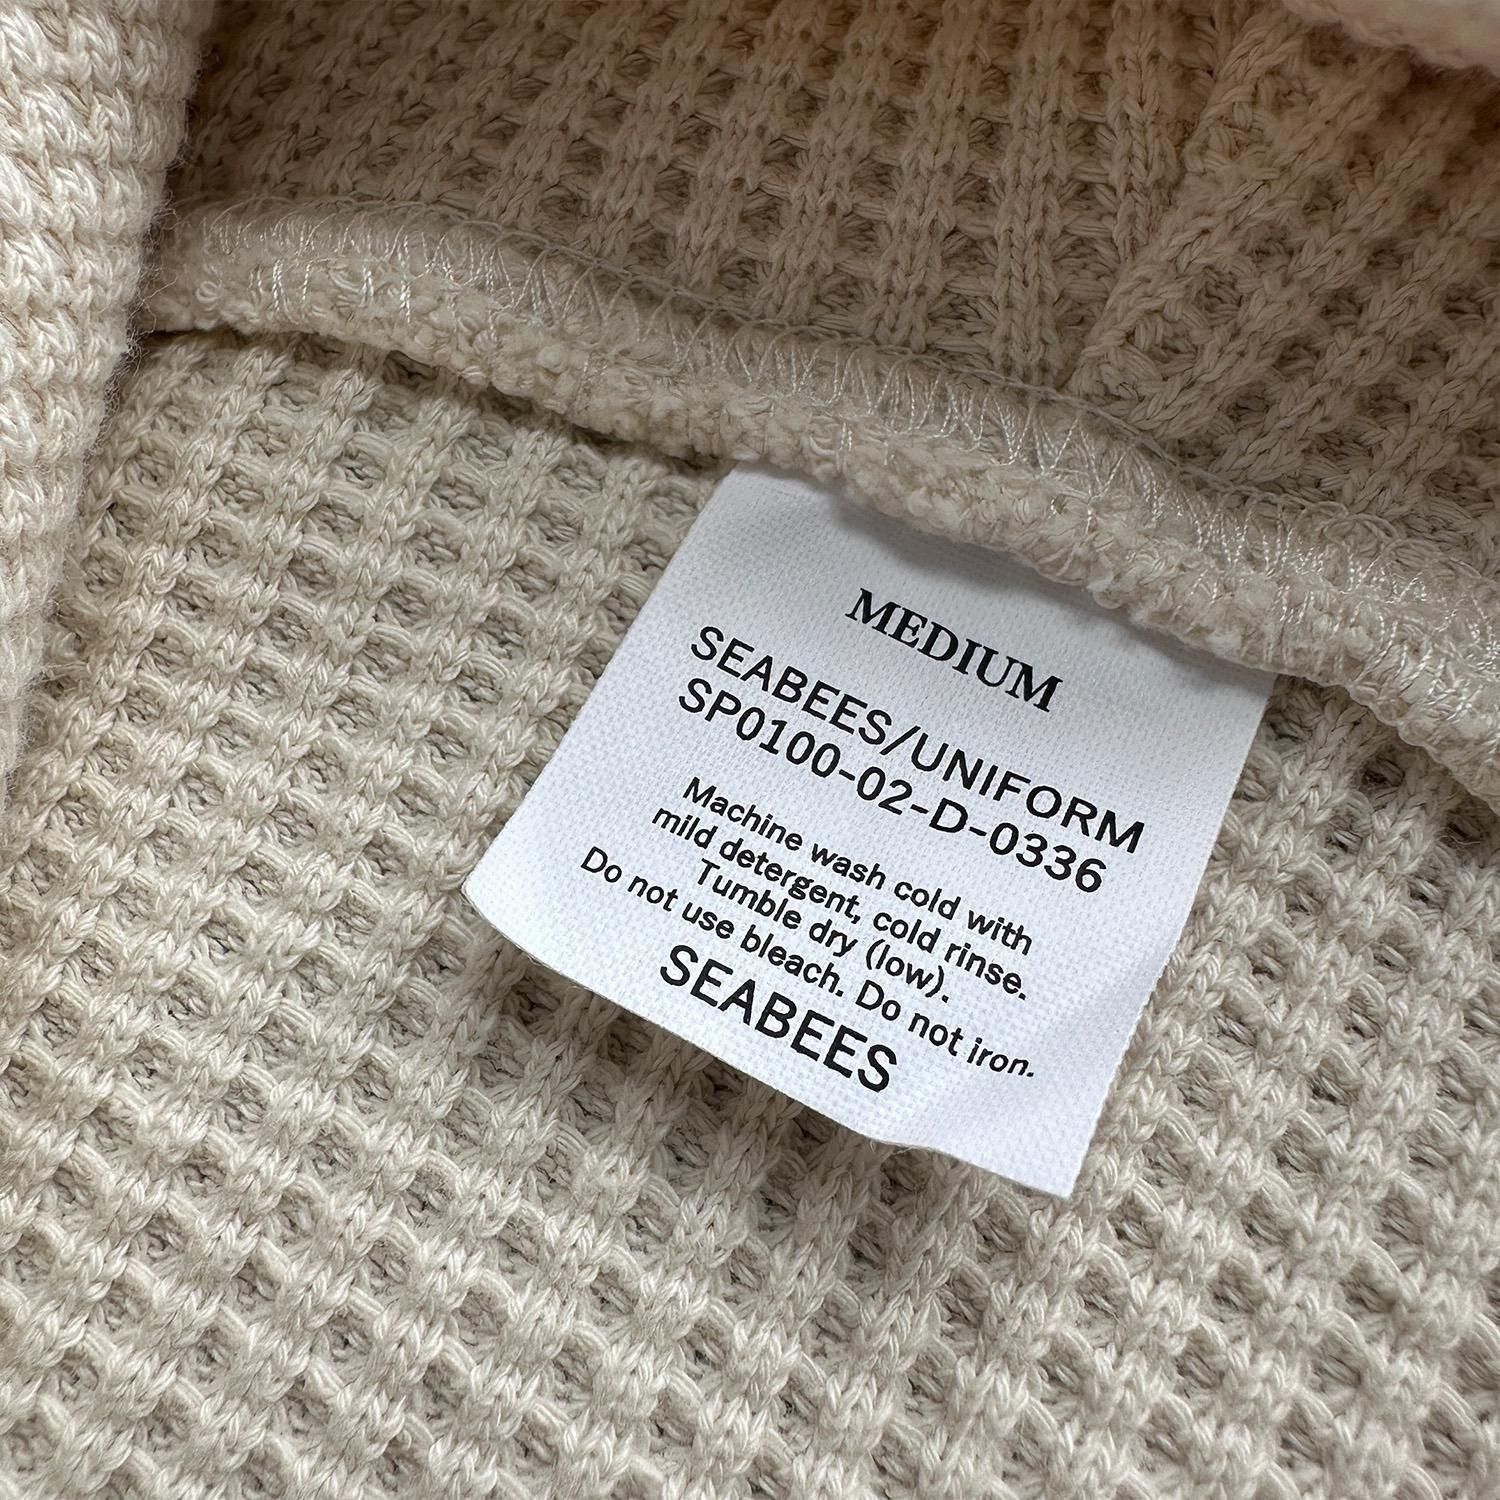 MEDIUM
SEABEES/UNIFORM
SP0100-02-D-0336
Machine wash cold with
mild detergent, cold rinse.
Tumble dry (low).
Do not use bleach. Do not iron.
SEABEES